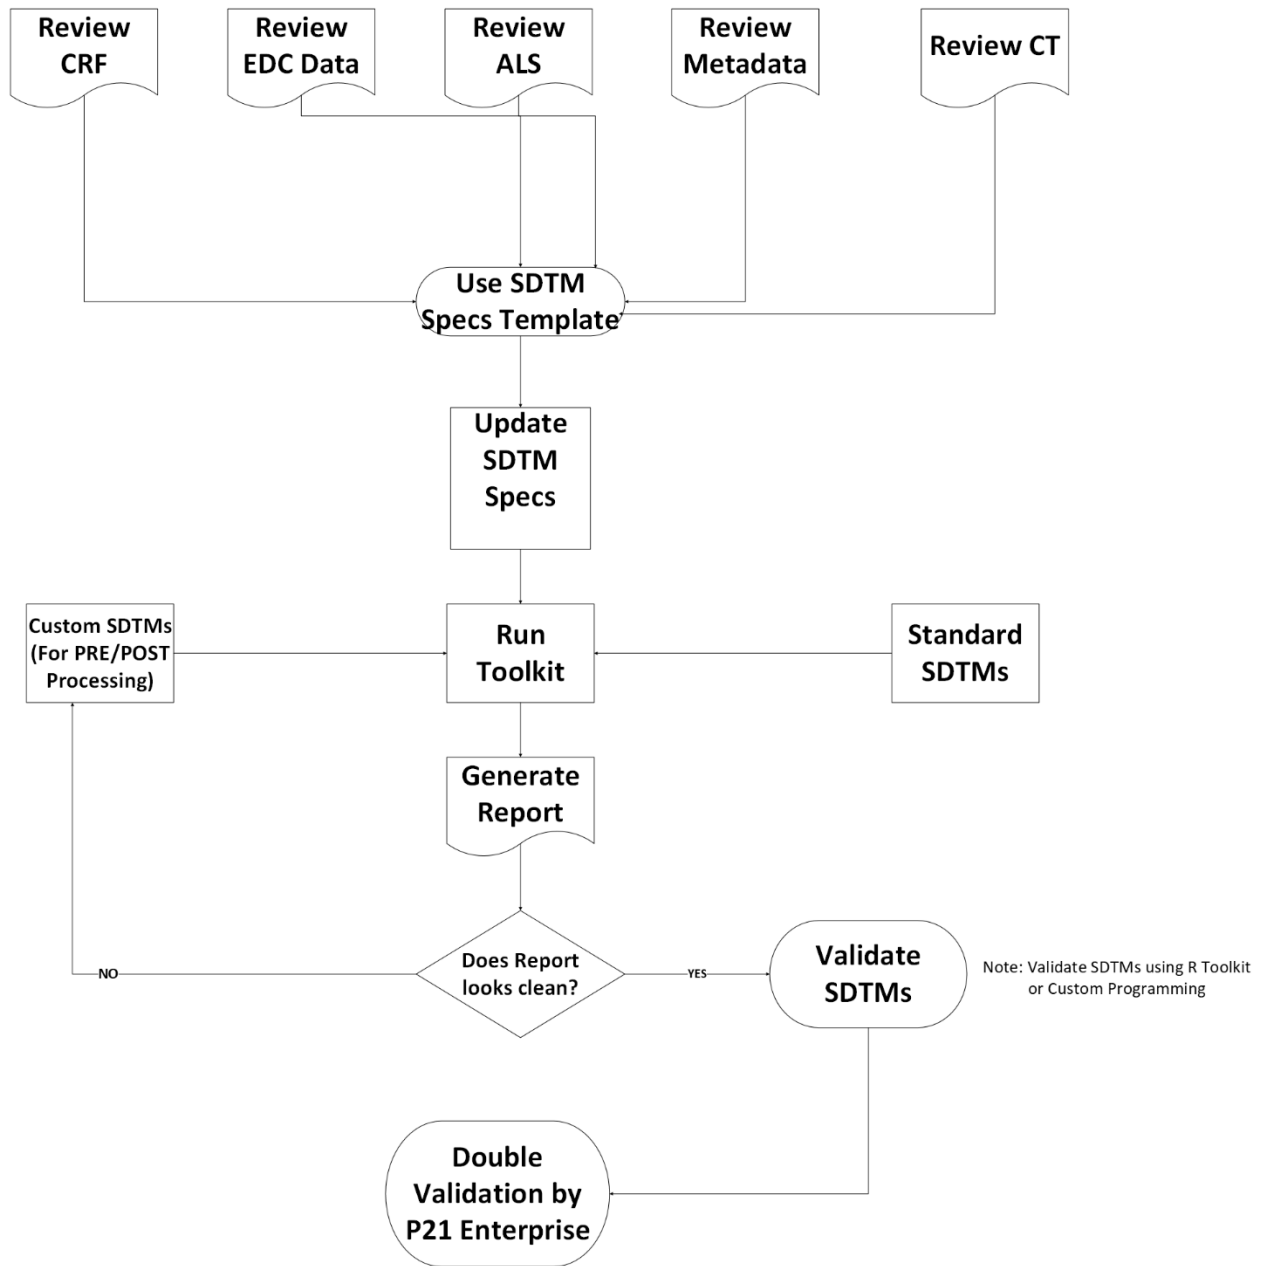 Review
CRF
Review
EDC Data
Review
ALS
Review
Metadata
Review CT
Use SDTM
Specs Template
Update
SDTM
Specs
Custom SDTMs
(For PRE/POST
Processing)
Run
Toolkit
Standard
SDTMs
Generate
Report
Does Report
looks clean?
NO
YES
Validate
SDTMs
Note: Validate SDTMs using R Toolkit
or Custom Programming
Double
Validation by
P21 Enterprise